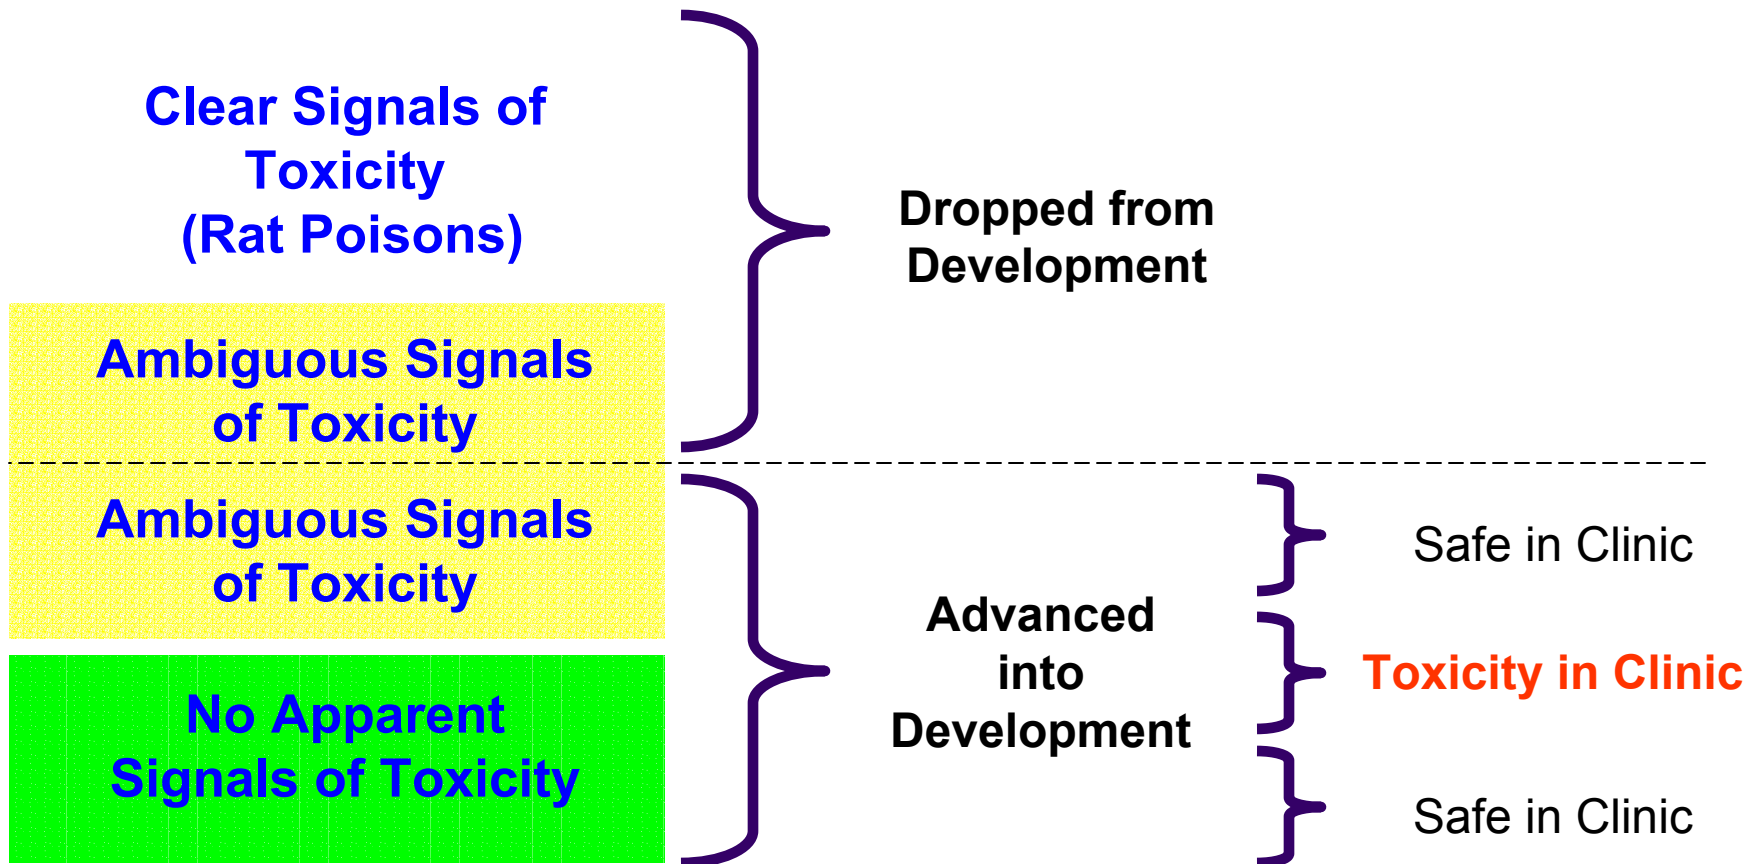 Clear Signals of
Toxicity
(Rat Poisons)
Ambiguous Signals
of Toxicity
Dropped from
Development
Ambiguous Signals
of Toxicity
No Apparent
Signals of Toxicity
Advanced
into
Development
Safe in Clinic
Toxicity in Clinic
Safe in Clinic